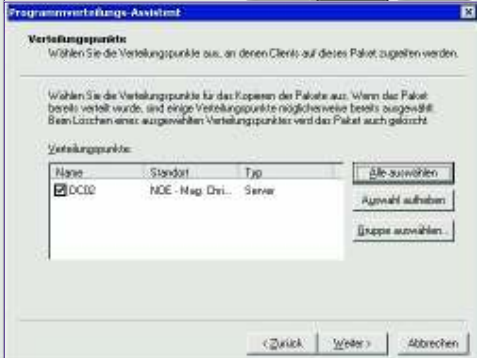 Programmverteilungs-Assistent
Verteilungspunkte
Wählen Sie die Verteilungspunkte aus, an denen Clients auf dieses Paket zugreifen werden.
Wählen Sie die Verteilungspunkte für das Kopieren der Pakete aus. Wenn das Paket
bereits verteilt wurde, sind einige Verteilungspunkte möglicherweise bereits ausgewählt.
Beim Löschen eines ausgewählten Verteilungspunktes wird das Paket auch gelöscht.
Verteilungspunkte:
Name Standort Typ
DC02 NOE - Mag. Chri... Server
Alle auswählen
Auswahl aufheben
Gruppe auswählen...
< Zurück Weiter > Abbrechen